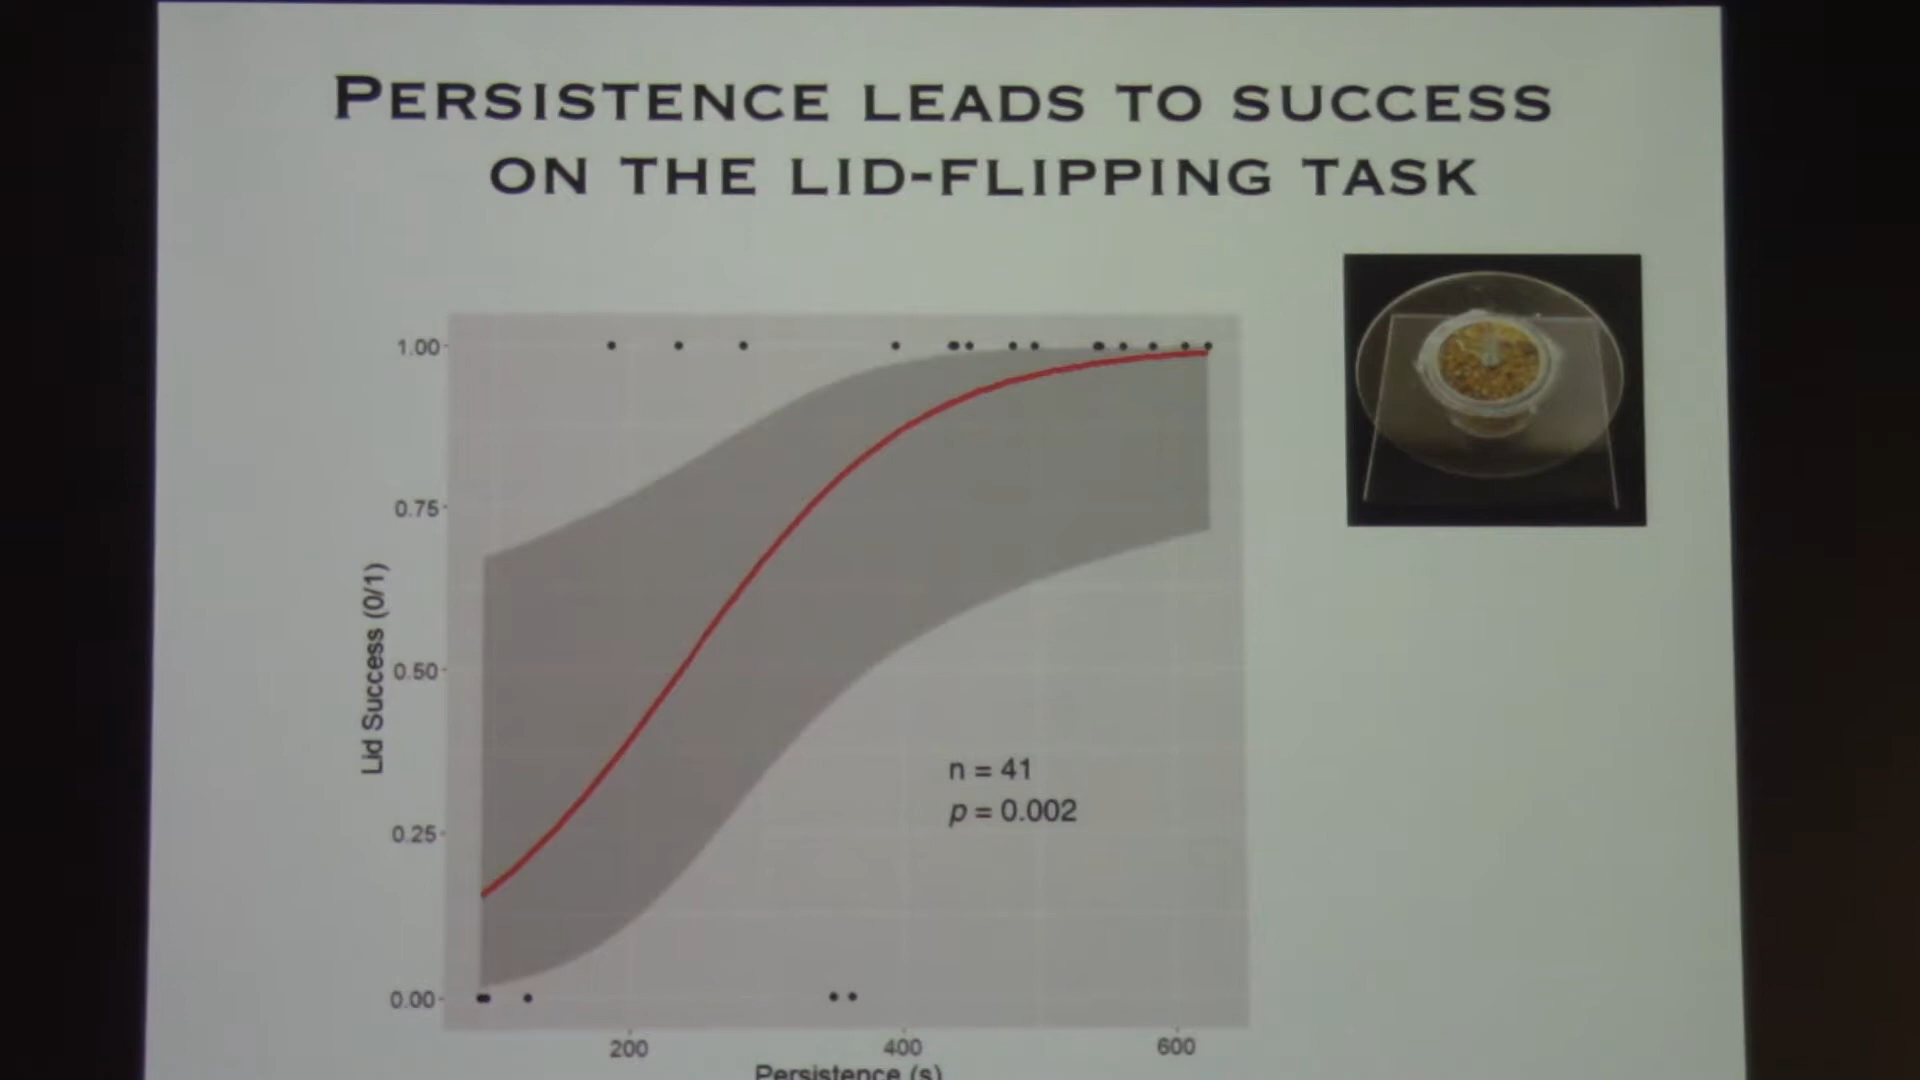 PERSISTENCE LEADS TO SUCCESS
ON THE LID-FLIPPING TASK
1.00
0.75
0.50
0.25
0.00
Lid Success (0/1)
n = 41
p = 0.002
200 400 600
Persistence (s)